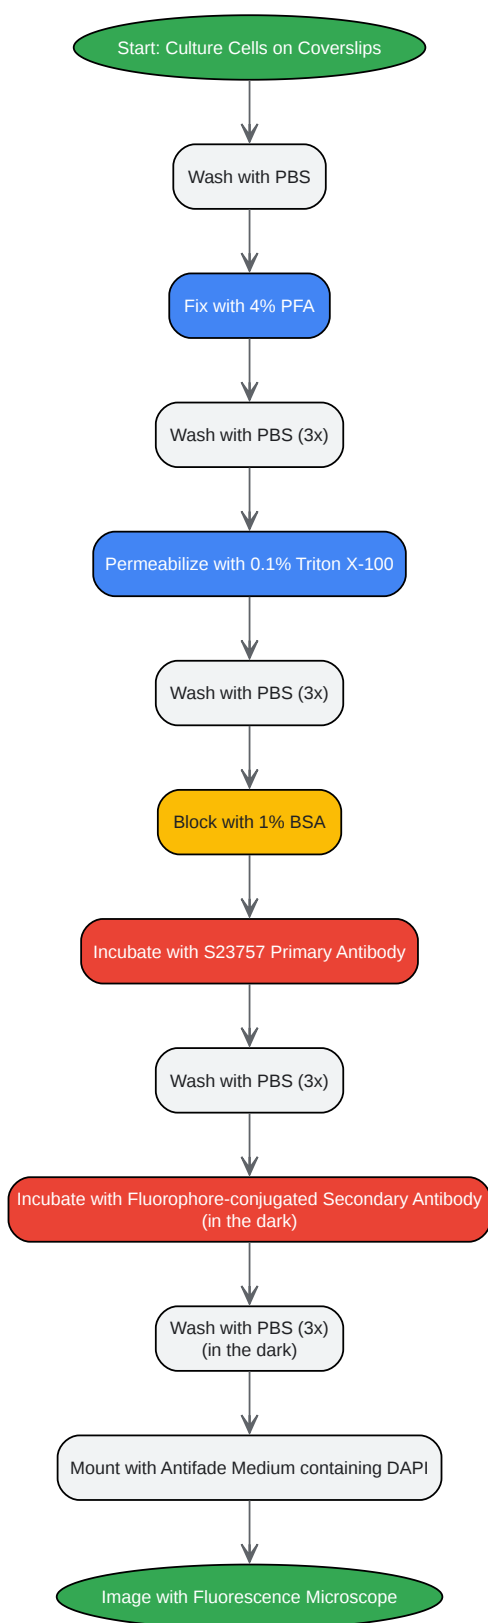 Start: Culture Cells on Coverslips
Wash with PBS
Fix with 4% PFA
Wash with PBS (3x)
Permeabilize with 0.1% Triton X-100
Wash with PBS (3x)
Block with 1% BSA
Incubate with S23757 Primary Antibody
Wash with PBS (3x)
Incubate with Fluorophore-conjugated Secondary Antibody
(in the dark)
Wash with PBS (3x)
(in the dark)
Mount with Antifade Medium containing DAPI
Image with Fluorescence Microscope